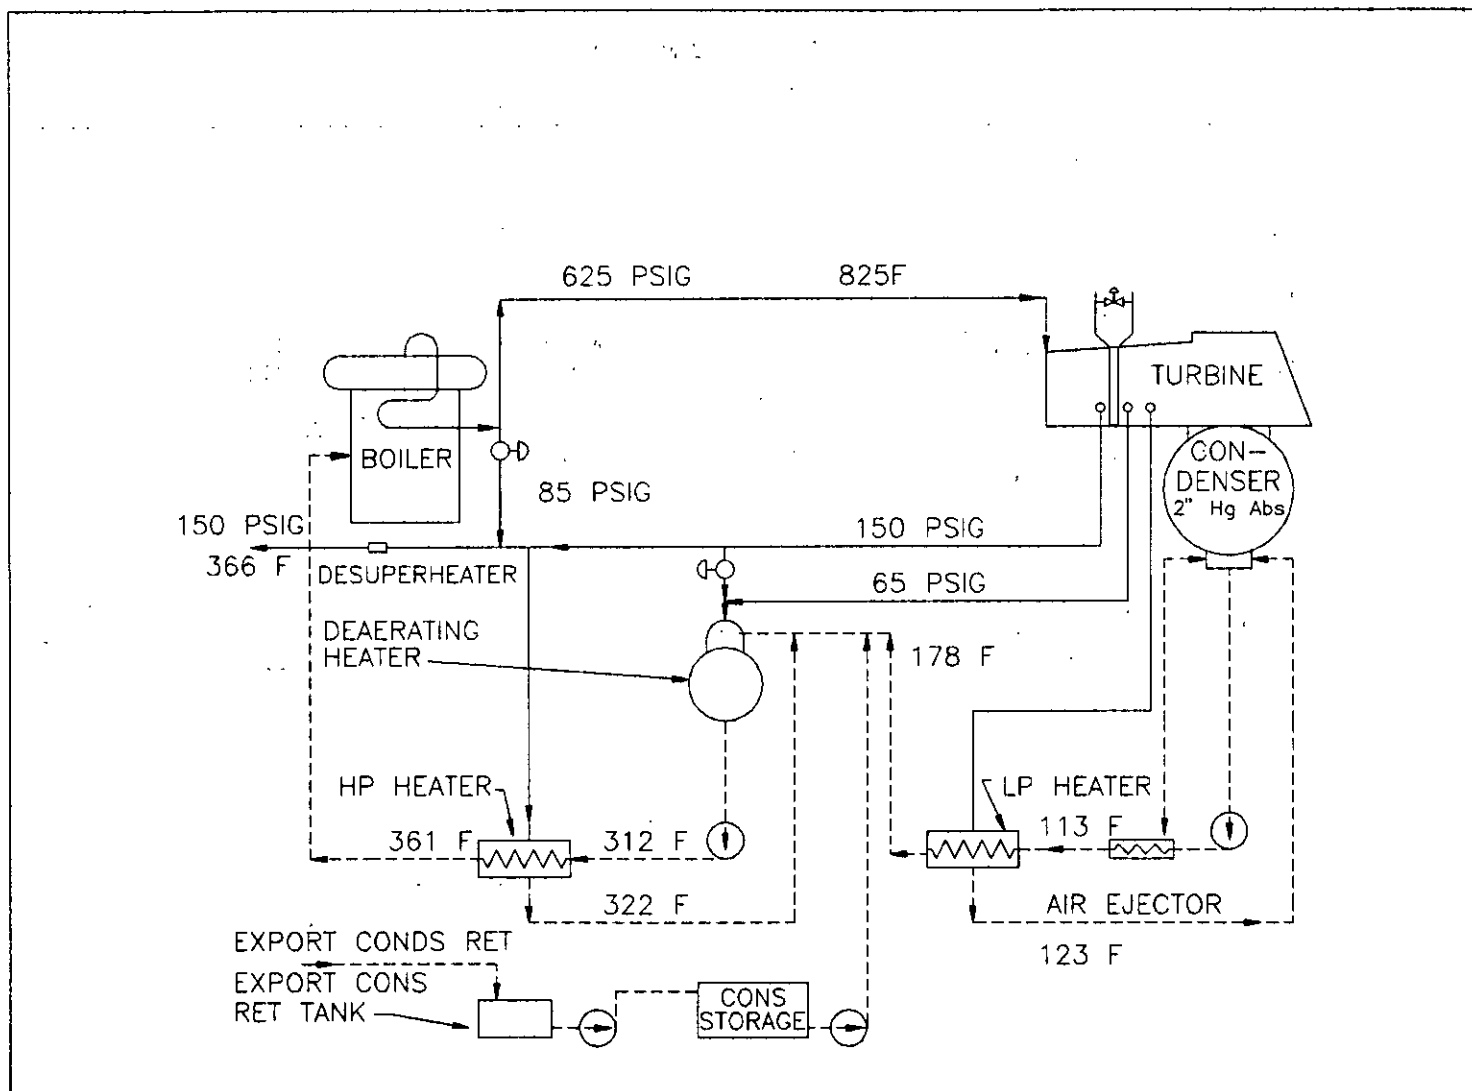 625 PSIG
825F
TURBINE
BOILER
CON-
DENSER
2" Hg Abs
85 PSIG
150 PSIG
366 F
150 PSIG
DESUPERHEATER
65 PSIG
DEAERATING
HEATER
178 F
HP HEATER
LP HEATER
361 F
312 F
113 F
322 F
AIR EJECTOR
123 F
EXPORT CONDS RET
EXPORT CONS
RET TANK
CONS
STORAGE